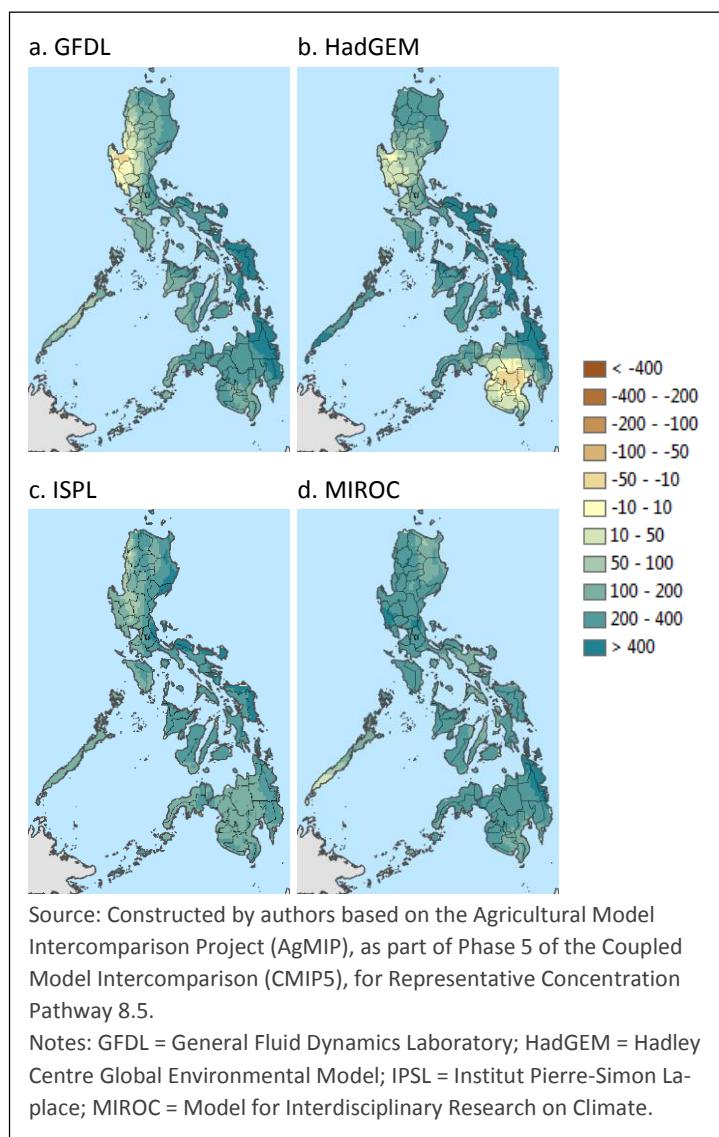 a. GFDL
b. HadGEM
c. ISPL
d. MIROC
< -400
-400 - -200
-200 - -100
-100 - -50
-50 - -10
-10 - 10
10 - 50
50 - 100
100 - 200
200 - 400
> 400
Source: Constructed by authors based on the Agricultural Model
Intercomparison Project (AgMIP), as part of Phase 5 of the Coupled
Model Intercomparison (CMIP5), for Representative Concentration
Pathway 8.5.
Notes: GFDL = General Fluid Dynamics Laboratory; HadGEM = Hadley
Centre Global Environmental Model; IPSL = Institut Pierre-Simon La-
place; MIROC = Model for Interdisciplinary Research on Climate.